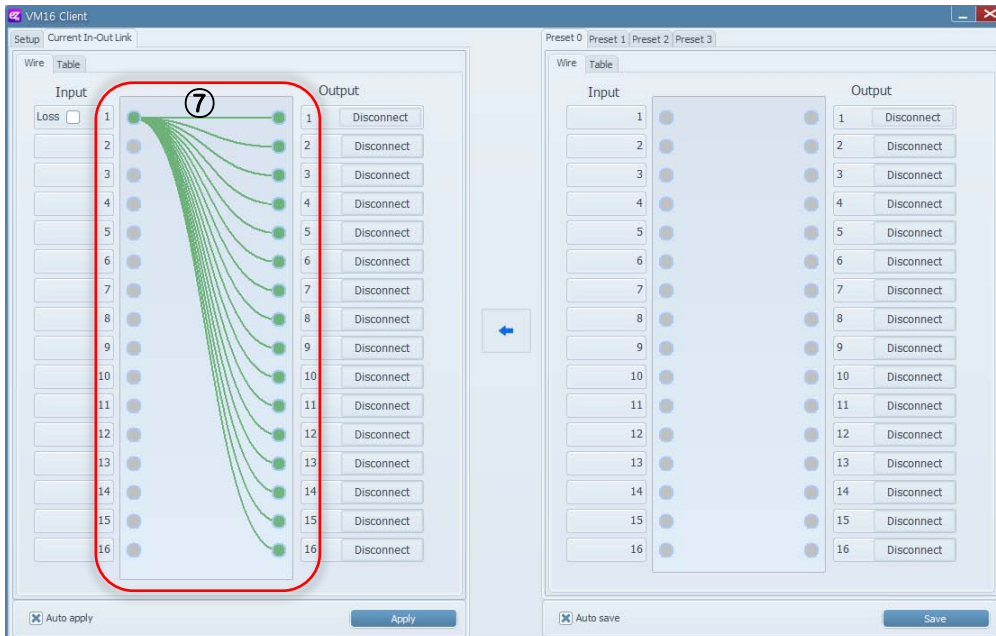 ez VM16 Client
Setup Current In-Out Link
Wire Table
Input ⑦ Output
Loss 1 1 Disconnect
2 2 Disconnect
3 3 Disconnect
4 4 Disconnect
5 5 Disconnect
6 6 Disconnect
7 7 Disconnect
8 8 Disconnect
9 9 Disconnect
10 10 Disconnect
11 11 Disconnect
12 12 Disconnect
13 13 Disconnect
14 14 Disconnect
15 15 Disconnect
16 16 Disconnect
Auto apply Apply
Preset 0 Preset 1 Preset 2 Preset 3
Wire Table
Input Output
1 1 Disconnect
2 2 Disconnect
3 3 Disconnect
4 4 Disconnect
5 5 Disconnect
6 6 Disconnect
7 7 Disconnect
8 8 Disconnect
9 9 Disconnect
10 10 Disconnect
11 11 Disconnect
12 12 Disconnect
13 13 Disconnect
14 14 Disconnect
15 15 Disconnect
16 16 Disconnect
Auto save Save